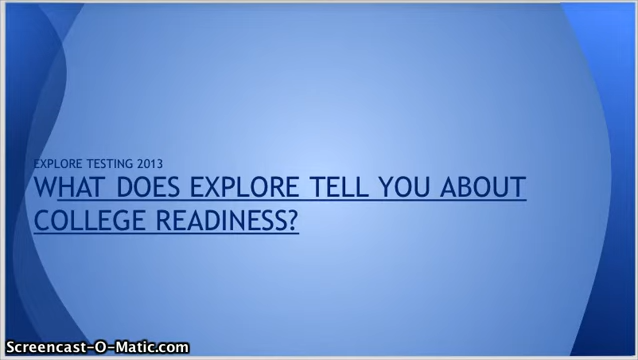 EXPLORE TESTING 2013
WHAT DOES EXPLORE TELL YOU ABOUT
COLLEGE READINESS?
Screencast-O-Matic.com